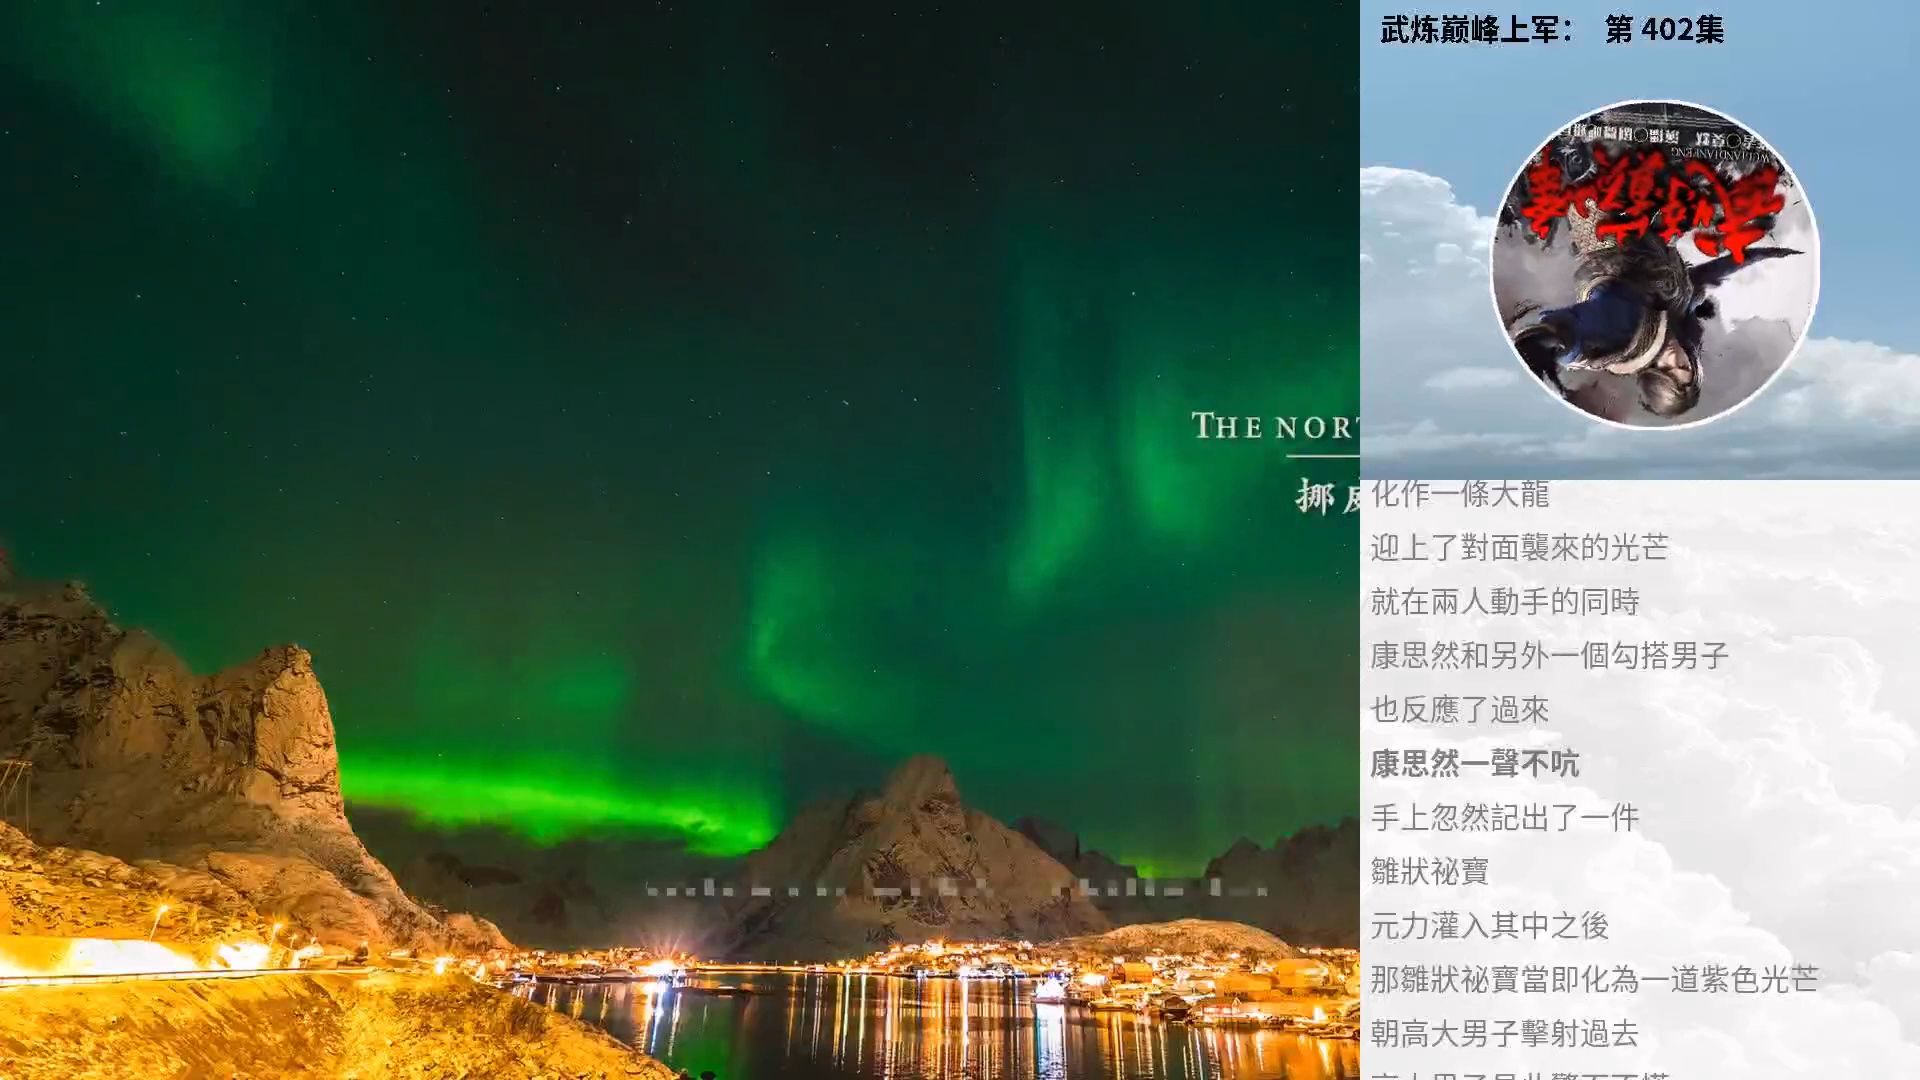 武炼巅峰上军： 第 402集
THE NORT
挪威
化作一條大龍
迎上了對面襲來的光芒
就在兩人動手的同時
康思然和另外一個勾搭男子
也反應了過來
康思然一聲不吭
手上忽然記出了一件
雛狀祕寶
元力灌入其中之後
那雛狀祕寶當即化為一道紫色光芒
朝高大男子擊射過去